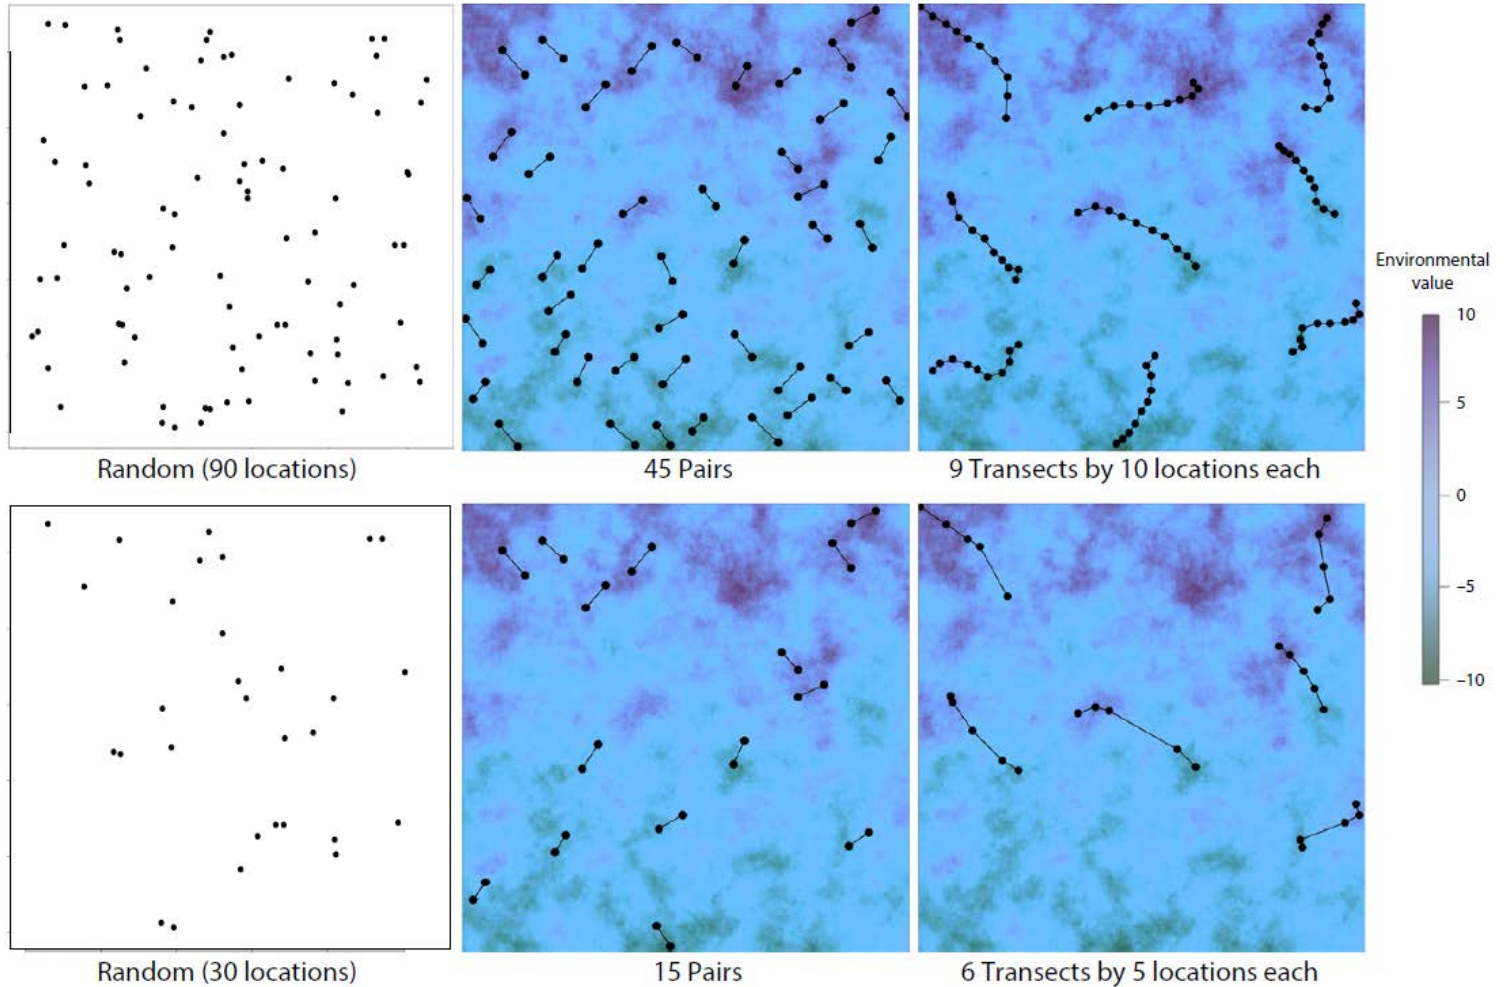 Random (90 locations)
45 Pairs
9 Transects by 10 locations each
Environmental
value
10
5
0
−5
−10
Random (30 locations)
15 Pairs
6 Transects by 5 locations each